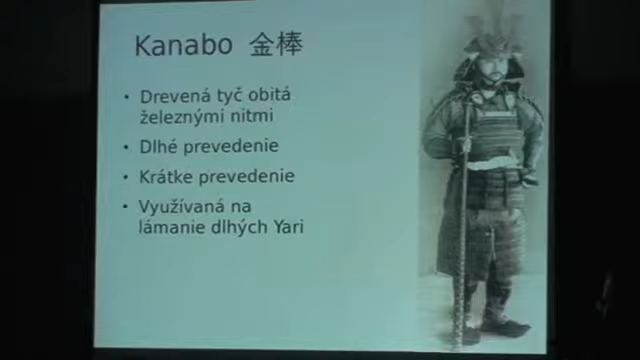 Kanabo 金棒
• Drevená tyč obitá
železnými nitmi
• Dlhé prevedenie
• Krátke prevedenie
• Využívaná na
lámanie dlhých Yari